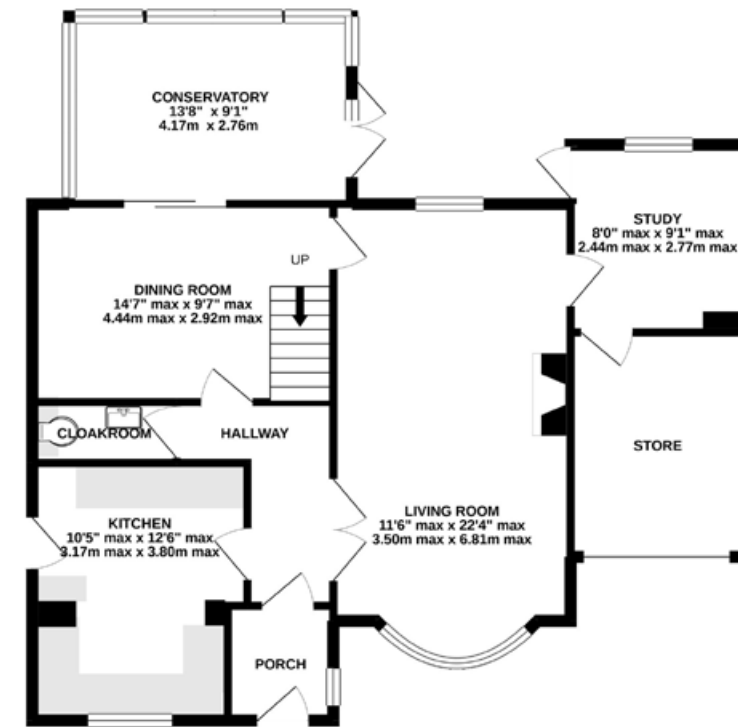 CONSERVATORY
13'8" x 9'1"
4.17m x 2.76m
STUDY
8'0" max x 9'1" max
2.44m max x 2.77m max
UP
DINING ROOM
14'7" max x 9'7" max
4.44m max x 2.92m max
CLOAKROOM
HALLWAY
STORE
KITCHEN
10'5" max x 12'6" max
3.17m max x 3.80m max
LIVING ROOM
11'6" max x 22'4" max
3.50m max x 6.81m max
PORCH